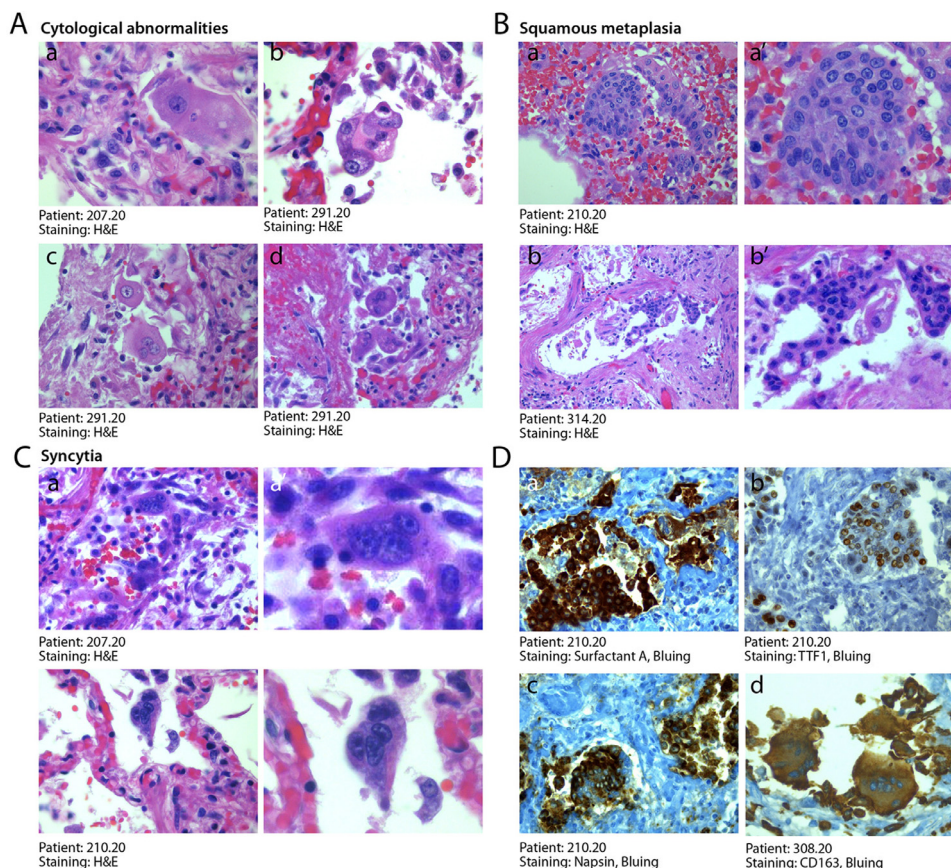 A Cytological abnormalities
a
b
Patient: 207.20
Staining: H&E
Patient: 291.20
Staining: H&E
c
d
Patient: 291.20
Staining: H&E
Patient: 291.20
Staining: H&E
B Squamous metaplasia
a
a'
Patient: 210.20
Staining: H&E
b
b'
Patient: 314.20
Staining: H&E
C Syncytia
a
a'
Patient: 207.20
Staining: H&E
Patient: 210.20
Staining: H&E
D
a
b
Patient: 210.20
Staining: Surfactant A, Bluing
Patient: 210.20
Staining: TTF1, Bluing
c
d
Patient: 210.20
Staining: Napsin, Bluing
Patient: 308.20
Staining: CD163, Bluing